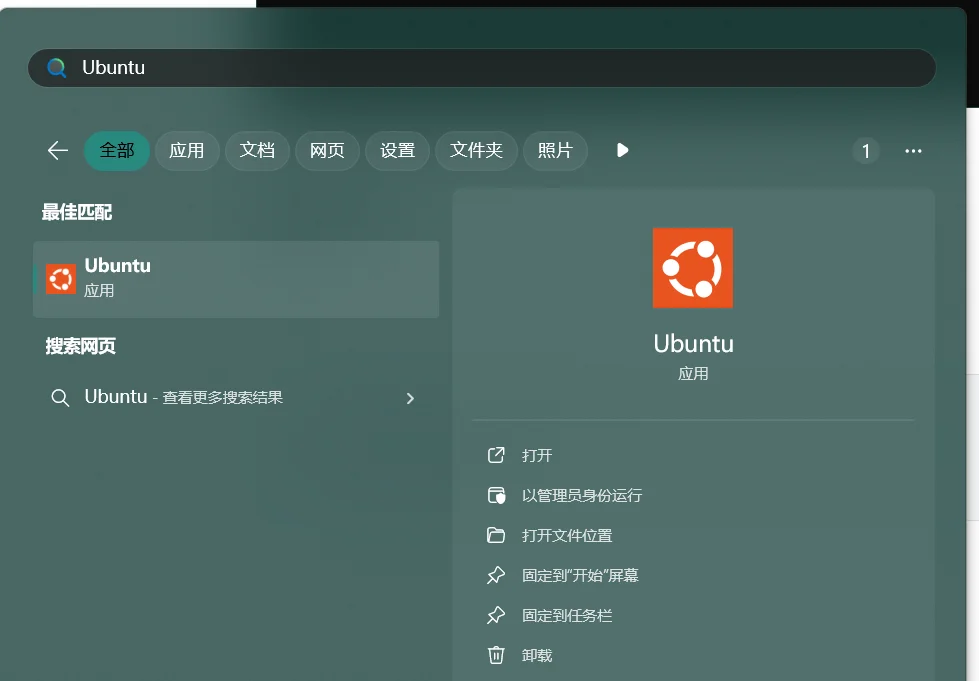 Ubuntu
全部 应用 文档 网页 设置 文件夹 照片 1
最佳匹配
Ubuntu
应用
搜索网页
Ubuntu - 查看更多搜索结果
Ubuntu
应用
打开
以管理员身份运行
打开文件位置
固定到"开始"屏幕
固定到任务栏
卸载